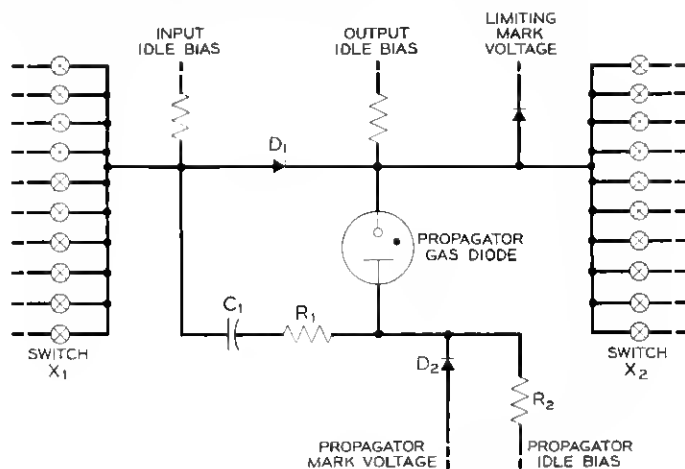 INPUT
IDLE BIAS
OUTPUT
IDLE BIAS
LIMITING
MARK
VOLTAGE
D1
PROPAGATOR
GAS DIODE
C1
R1
SWITCH
X1
D2
R2
SWITCH
X2
PROPAGATOR
MARK VOLTAGE
PROPAGATOR
IDLE BIAS